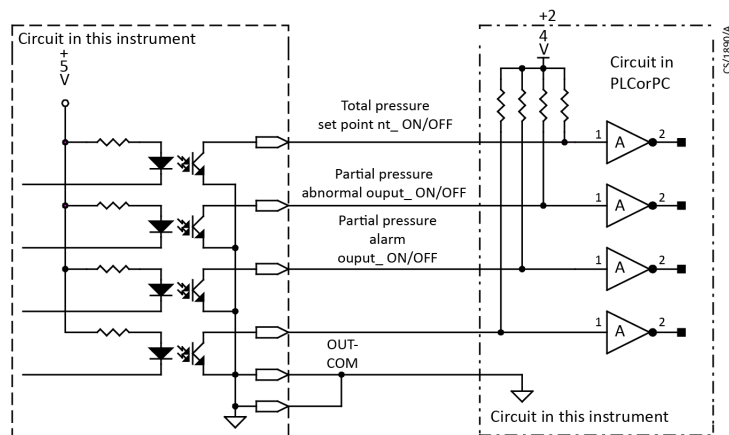 Circuit in this instrument
+
5
V
+2
4
V
Circuit in
PLCorPC
CS/1890/A
Total pressure
set point nt_ ON/OFF
1
A
2
Partial pressure
abnormal ouput_ ON/OFF
1
A
2
Partial pressure
alarm
ouput_ ON/OFF
1
A
2
1
A
2
OUT-
COM
Circuit in this instrument